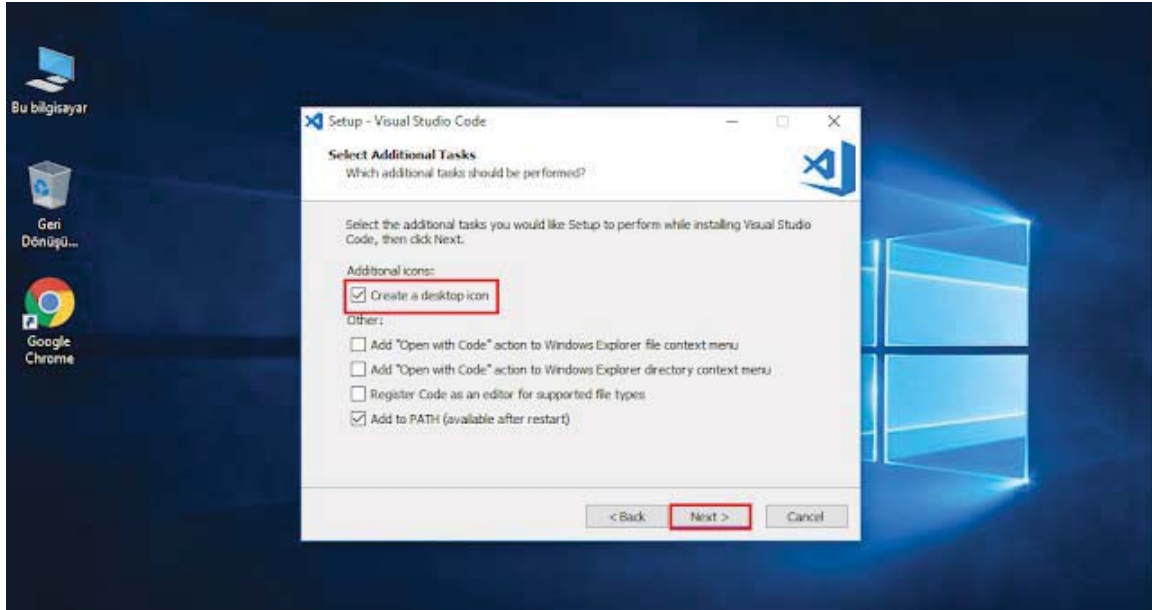 Bu bilgisayar
Geri
Dönüşü...
Google
Chrome
Setup - Visual Studio Code
Select Additional Tasks
Which additional tasks should be performed?
Select the additional tasks you would like Setup to perform while installing Visual Studio
Code, then click Next.
Additional icons:
Create a desktop icon
Other:
Add "Open with Code" action to Windows Explorer file context menu
Add "Open with Code" action to Windows Explorer directory context menu
Register Code as an editor for supported file types
Add to PATH (available after restart)
< Back
Next >
Cancel